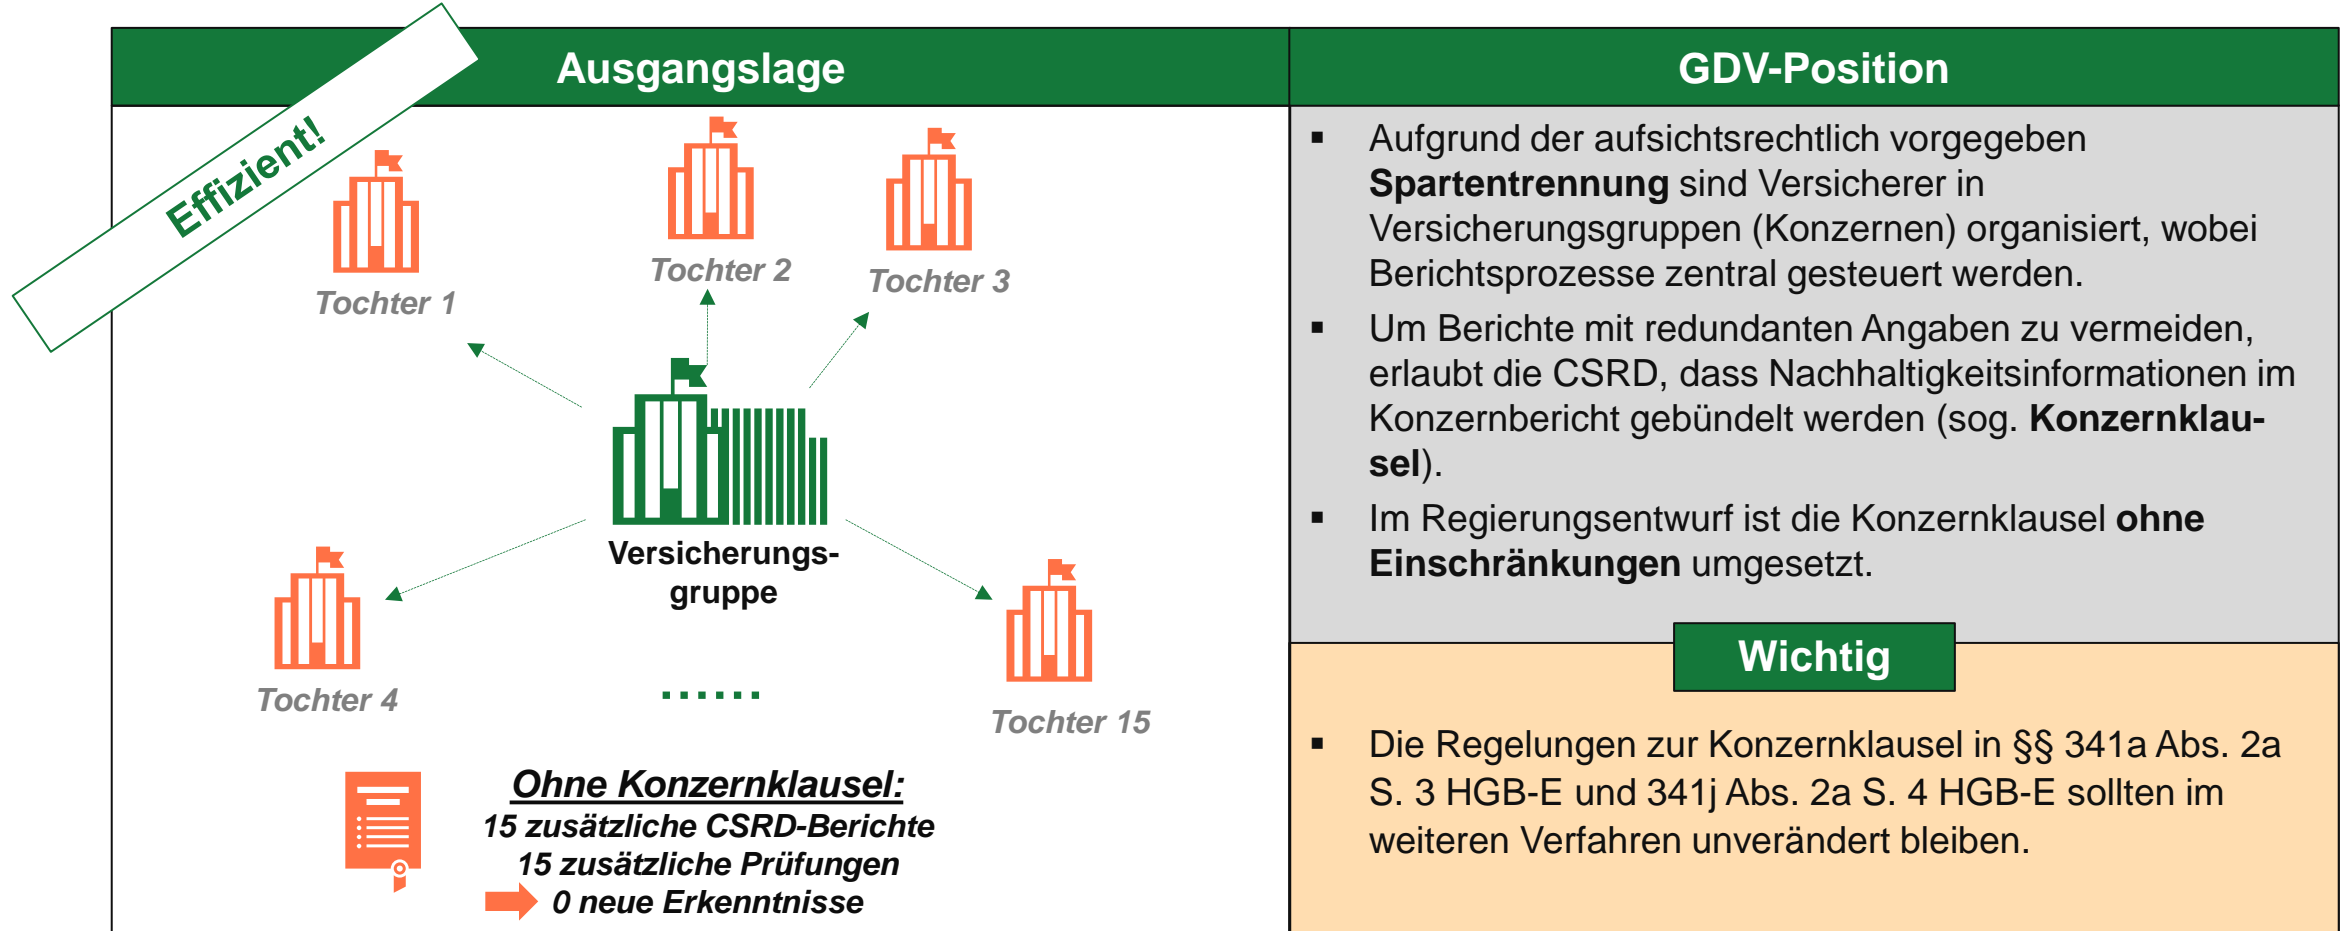 Effizient!
Ausgangslage
Tochter 1
Tochter 2
Tochter 3
Versicherungs-
gruppe
Tochter 4
......
Tochter 15
Ohne Konzernklausel:
15 zusätzliche CSRD-Berichte
15 zusätzliche Prüfungen
0 neue Erkenntnisse
GDV-Position
▪ Aufgrund der aufsichtsrechtlich vorgegeben
Spartentrennung sind Versicherer in
Versicherungsgruppen (Konzernen) organisiert, wobei
Berichtsprozesse zentral gesteuert werden.
▪ Um Berichte mit redundanten Angaben zu vermeiden,
erlaubt die CSRD, dass Nachhaltigkeitsinformationen im
Konzernbericht gebündelt werden (sog. Konzernklau-
sel).
▪ Im Regierungsentwurf ist die Konzernklausel ohne
Einschränkungen umgesetzt.
Wichtig
▪ Die Regelungen zur Konzernklausel in §§ 341a Abs. 2a
S. 3 HGB-E und 341j Abs. 2a S. 4 HGB-E sollten im
weiteren Verfahren unverändert bleiben.